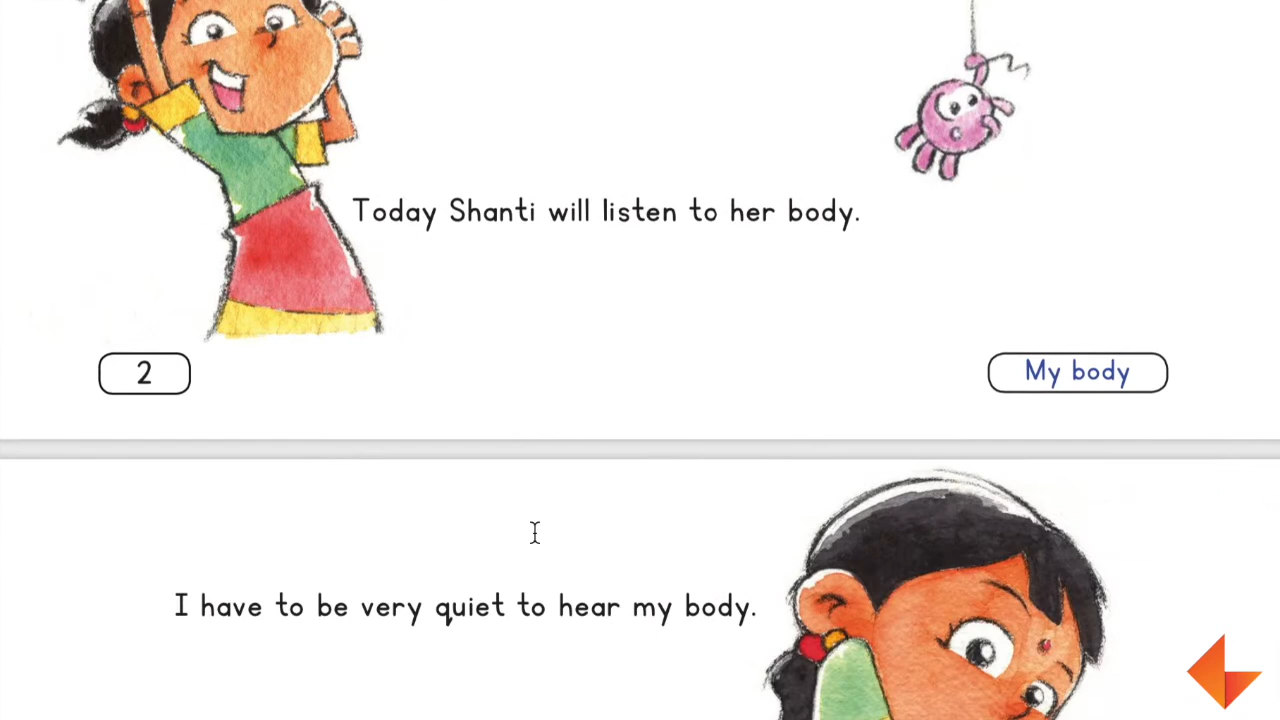 Today Shanti will listen to her body.
2
My body
I have to be very quiet to hear my body.